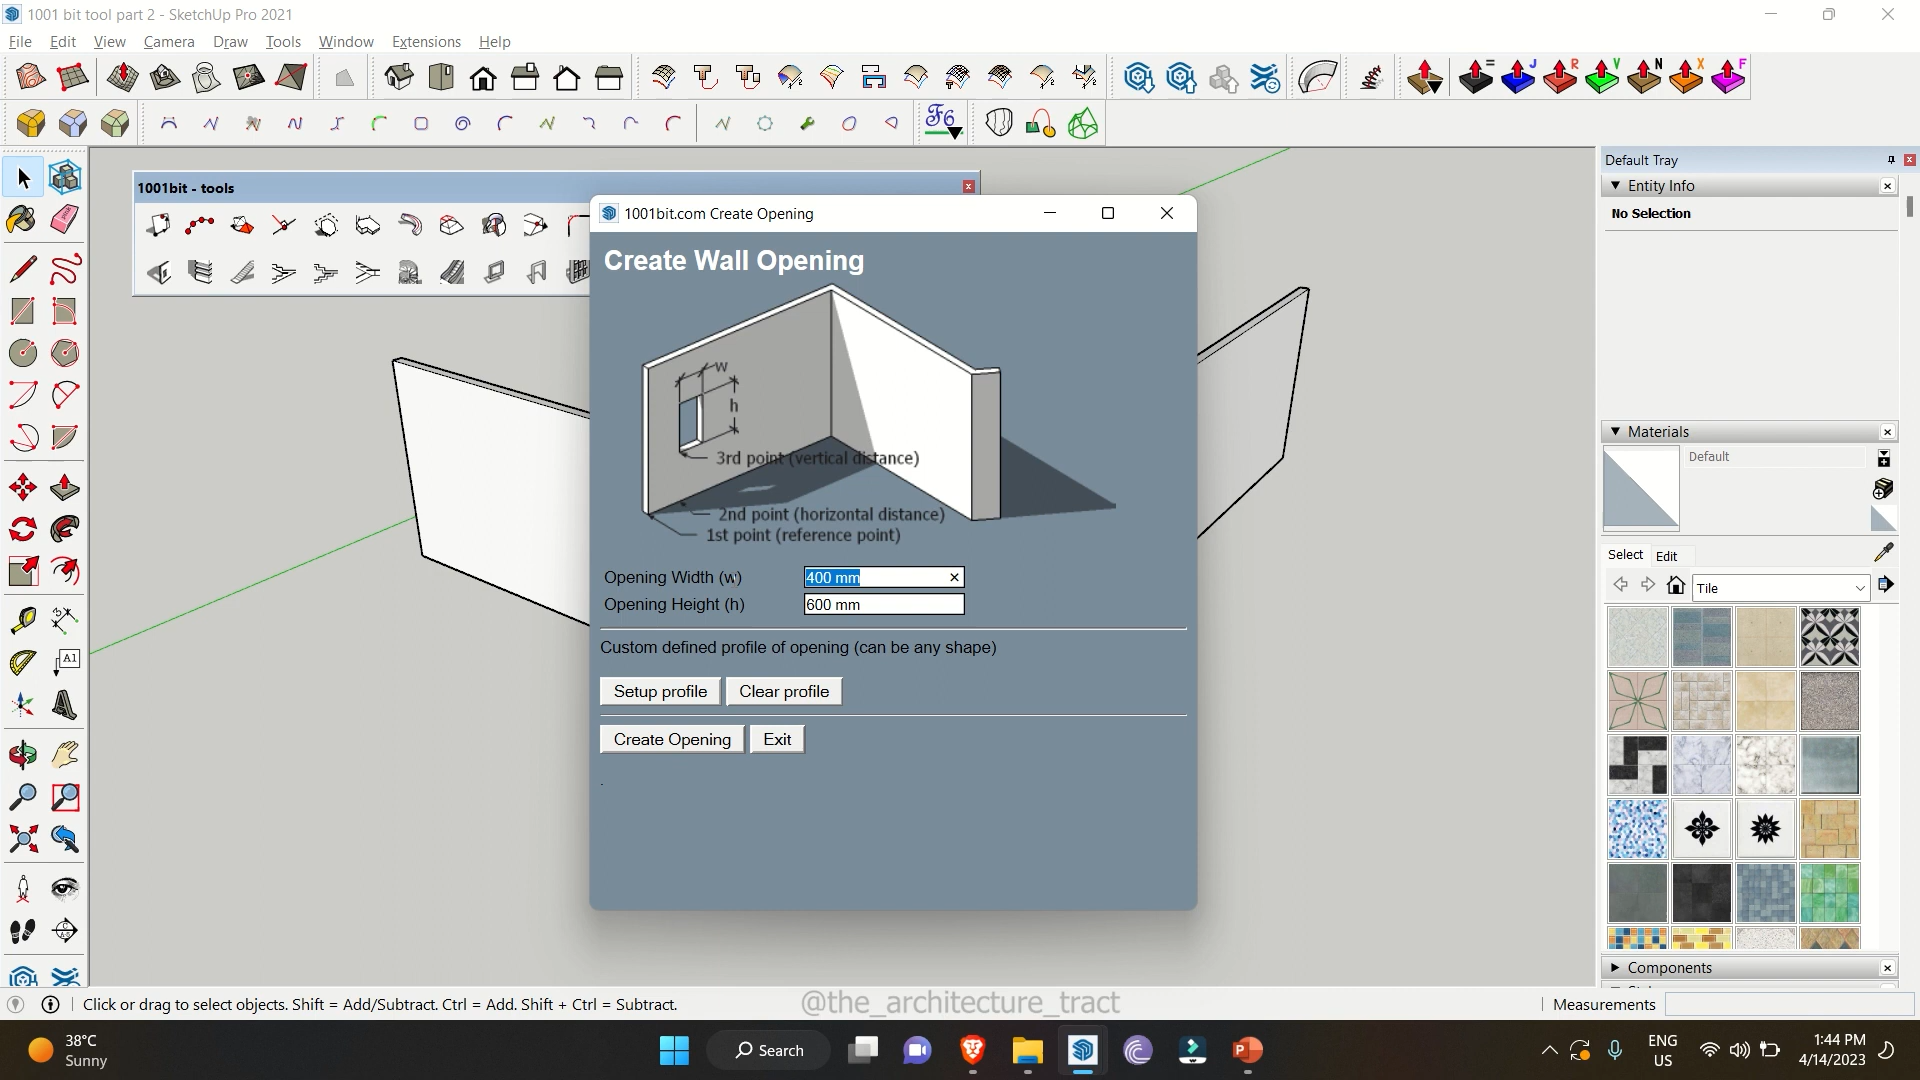 1001 bit tool part 2 - SketchUp Pro 2021
File Edit View Camera Draw Tools Window Extensions Help
= J R V N X F
F6
Default Tray
Entity Info
No Selection
1001bit - tools
1001bit.com Create Opening
Create Wall Opening
w
h
3rd point (vertical distance)
2nd point (horizontal distance)
1st point (reference point)
Opening Width (w) 400 mm
Opening Height (h) 600 mm
Custom defined profile of opening (can be any shape)
Setup profile Clear profile
Create Opening Exit
.
Materials
Default
Select Edit
Tile
A1
Components
Click or drag to select objects. Shift = Add/Subtract. Ctrl = Add. Shift + Ctrl = Subtract.
@the_architecture_tract
Measurements
38°C
Sunny
Search
ENG
US
1:44 PM
4/14/2023